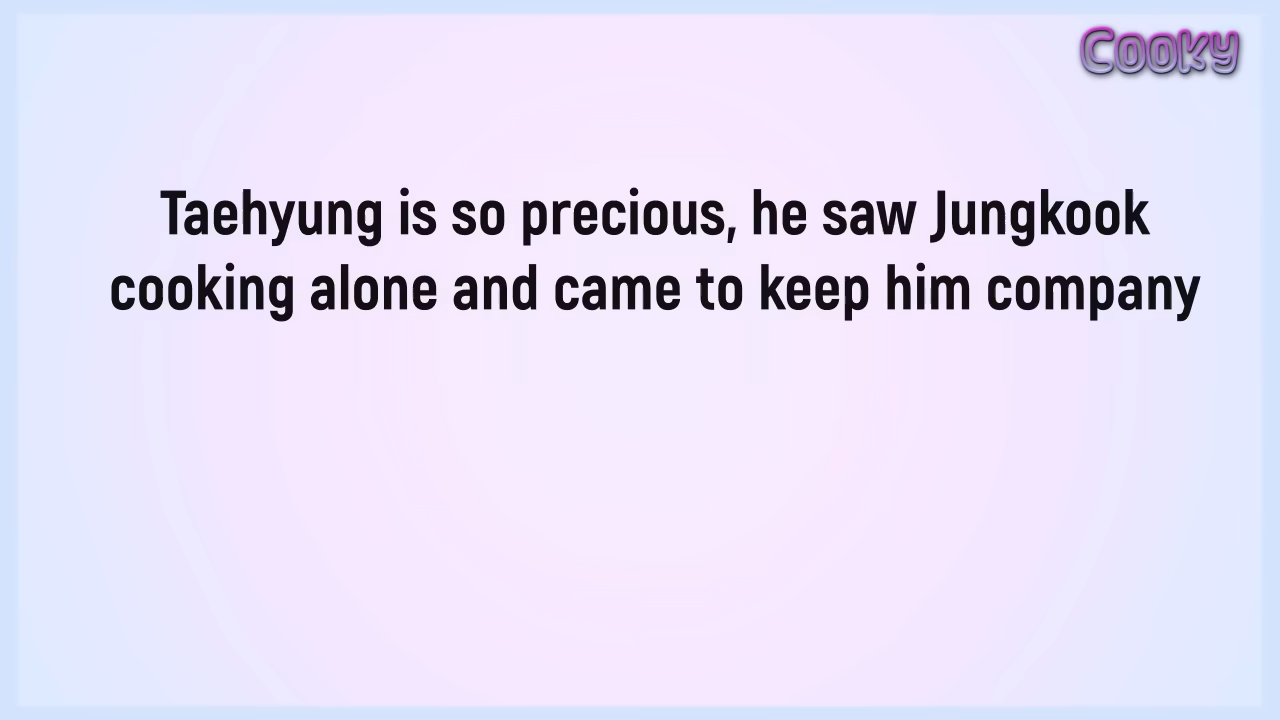 Cooky
Taehyung is so precious, he saw Jungkook
cooking alone and came to keep him company